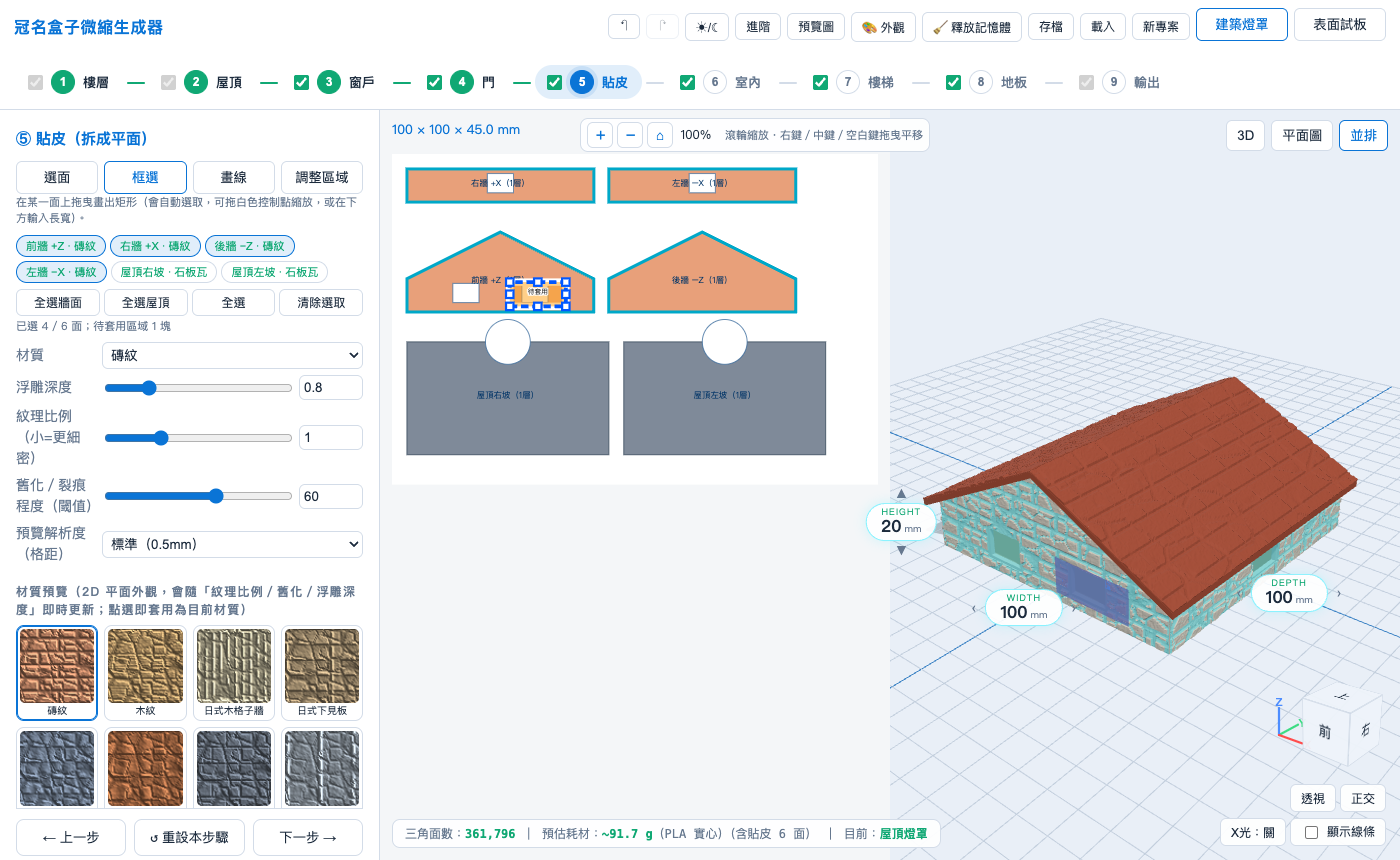 冠名盒子微縮生成器
☀/☾ 進階 預覽圖 🎨 外觀 🧹 釋放記憶體 存檔 載入 新專案 建築燈罩 表面試板
1 樓層 2 屋頂 3 窗戶 4 門 5 貼皮 6 室內 7 樓梯 8 地板 9 輸出
⑤ 貼皮（拆成平面）
選面 框選 畫線 調整區域
在某一面上拖曳畫出矩形（會自動選取，可拖白色控制點縮放，或在下
方輸入長寬）。
前牆 +Z · 磚紋 右牆 +X · 磚紋 後牆 −Z · 磚紋
左牆 −X · 磚紋 屋頂右坡 · 石板瓦 屋頂左坡 · 石板瓦
全選牆面 全選屋頂 全選 清除選取
已選 4 / 6 面；待套用區域 1 塊
材質 磚紋
浮雕深度 0.8
紋理比例
（小=更細
密） 1
舊化 / 裂痕
程度（閾值） 60
預覽解析度
（格距） 標準（0.5mm）
材質預覽（2D 平面外觀，會隨「紋理比例 / 舊化 / 浮雕深
度」即時更新；點選即套用為目前材質）
磚紋 木紋 日式木格子牆 日式下見板
← 上一步 ↺ 重設本步驟 下一步 →
100 × 100 × 45.0 mm
+ − ⌂ 100% 滾輪縮放 · 右鍵 / 中鍵 / 空白鍵拖曳平移
右牆 +X（1層） 左牆 −X（1層）
前牆 +Z 後牆 −Z（1層）
待套用
屋頂右坡（1層） 屋頂左坡（1層）
3D 平面圖 並排
HEIGHT
20 mm
WIDTH
100 mm
DEPTH
100 mm
Z
上
前 右
透視 正交
X光：關 顯示線條
三角面數：361,796 | 預估耗材：~91.7 g (PLA 實心) (含貼皮 6 面) | 目前：屋頂燈罩